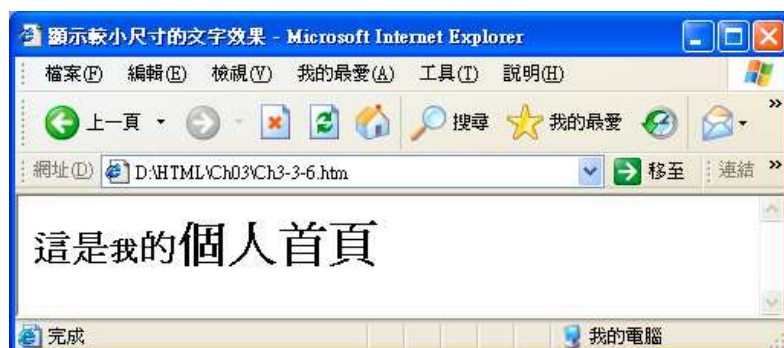 顯示較小尺寸的文字效果 - Microsoft Internet Explorer
檔案(F) 編輯(E) 檢視(V) 我的最愛(A) 工具(T) 說明(H)
上一頁 搜尋 我的最愛 »
網址(D) D:\HTML\Ch03\Ch3-3-6.htm 移至 連結 »
這是我的個人首頁
完成 我的電腦